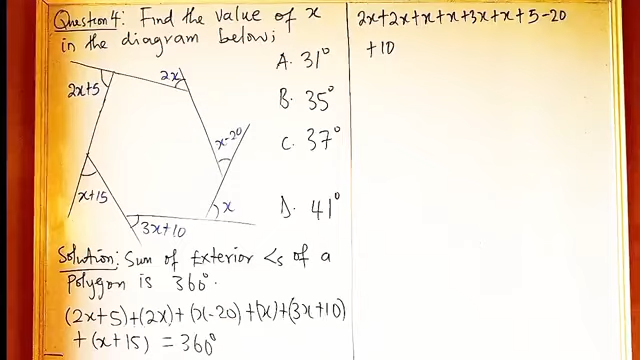 Question 4: Find the value of x
in the diagram below;
A. 31°
B. 35°
C. 37°
D. 41°
2x+5
2x
x-20
x+15
3x+10
x
Solution: Sum of Exterior <s of a
polygon is 360°.
(2x+5)+(2x)+(x-20)+(x)+(3x+10)
+(x+15) = 360°
2x+2x+x+x+3x+x+5-20
+10